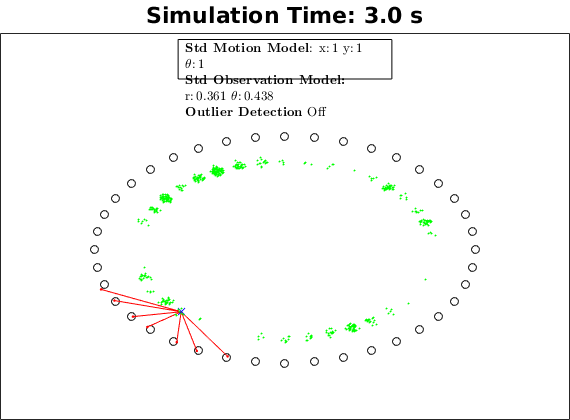 Simulation Time: 3.0 s
Std Motion Model: x: 1 y: 1
θ: 1
Std Observation Model:
r: 0.361 θ: 0.438
Outlier Detection Off